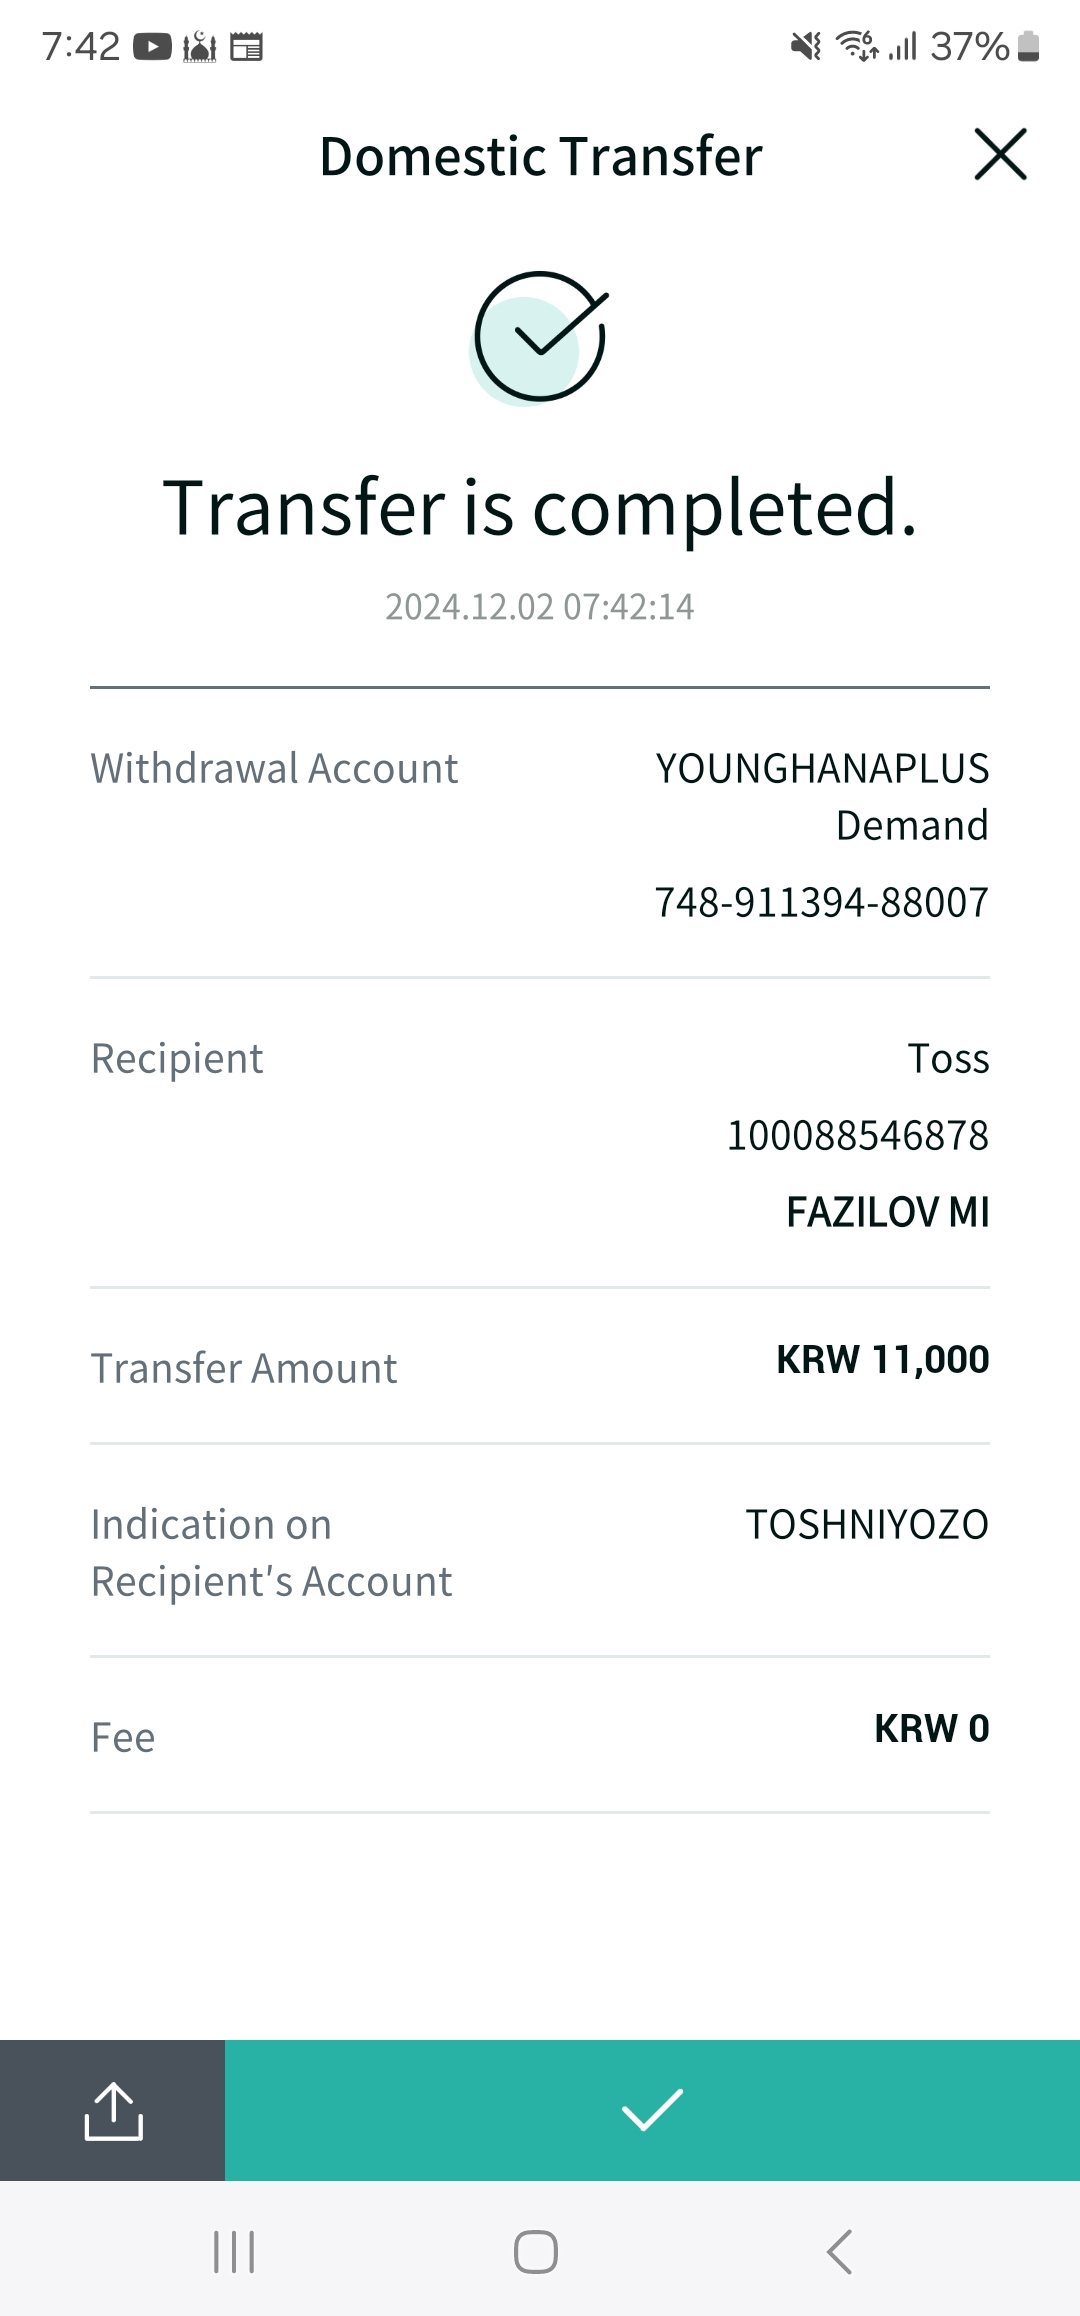 7:42
37%
Domestic Transfer
Transfer is completed.
2024.12.02 07:42:14
Withdrawal Account
YOUNGHANAPLUS
Demand
748-911394-88007
Recipient
Toss
100088546878
FAZILOV MI
Transfer Amount
KRW 11,000
Indication on
Recipient's Account
TOSHNIYOZO
Fee
KRW 0